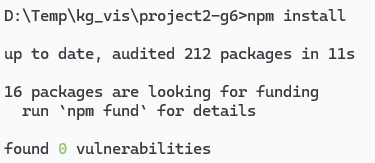 D:\Temp\kg_vis\project2-g6>npm install
up to date, audited 212 packages in 11s
16 packages are looking for funding
run `npm fund` for details
found 0 vulnerabilities